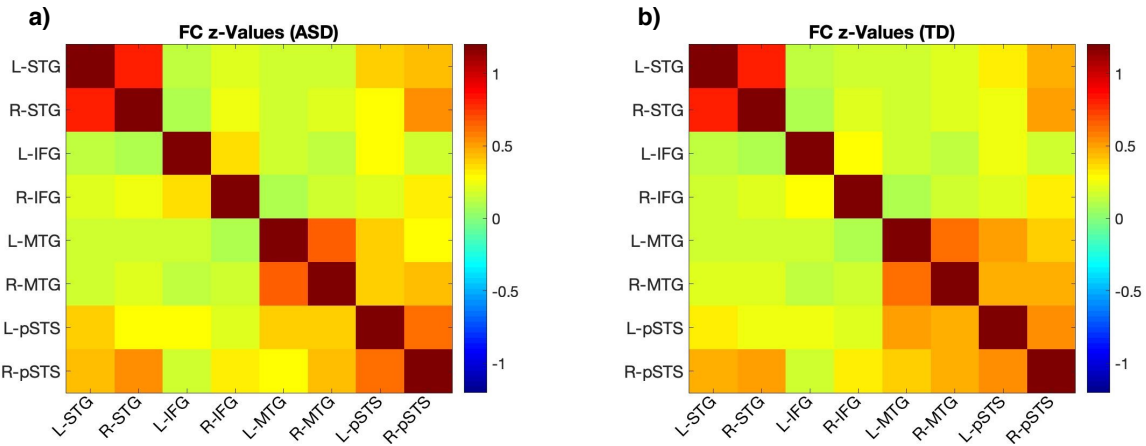 a)
FC z-Values (ASD)
L-STG
R-STG
L-IFG
R-IFG
L-MTG
R-MTG
L-pSTS
R-pSTS
L-STG
R-STG
L-IFG
R-IFG
L-MTG
R-MTG
L-pSTS
R-pSTS
1
0.5
0
-0.5
-1
b)
FC z-Values (TD)
L-STG
R-STG
L-IFG
R-IFG
L-MTG
R-MTG
L-pSTS
R-pSTS
L-STG
R-STG
L-IFG
R-IFG
L-MTG
R-MTG
L-pSTS
R-pSTS
1
0.5
0
-0.5
-1